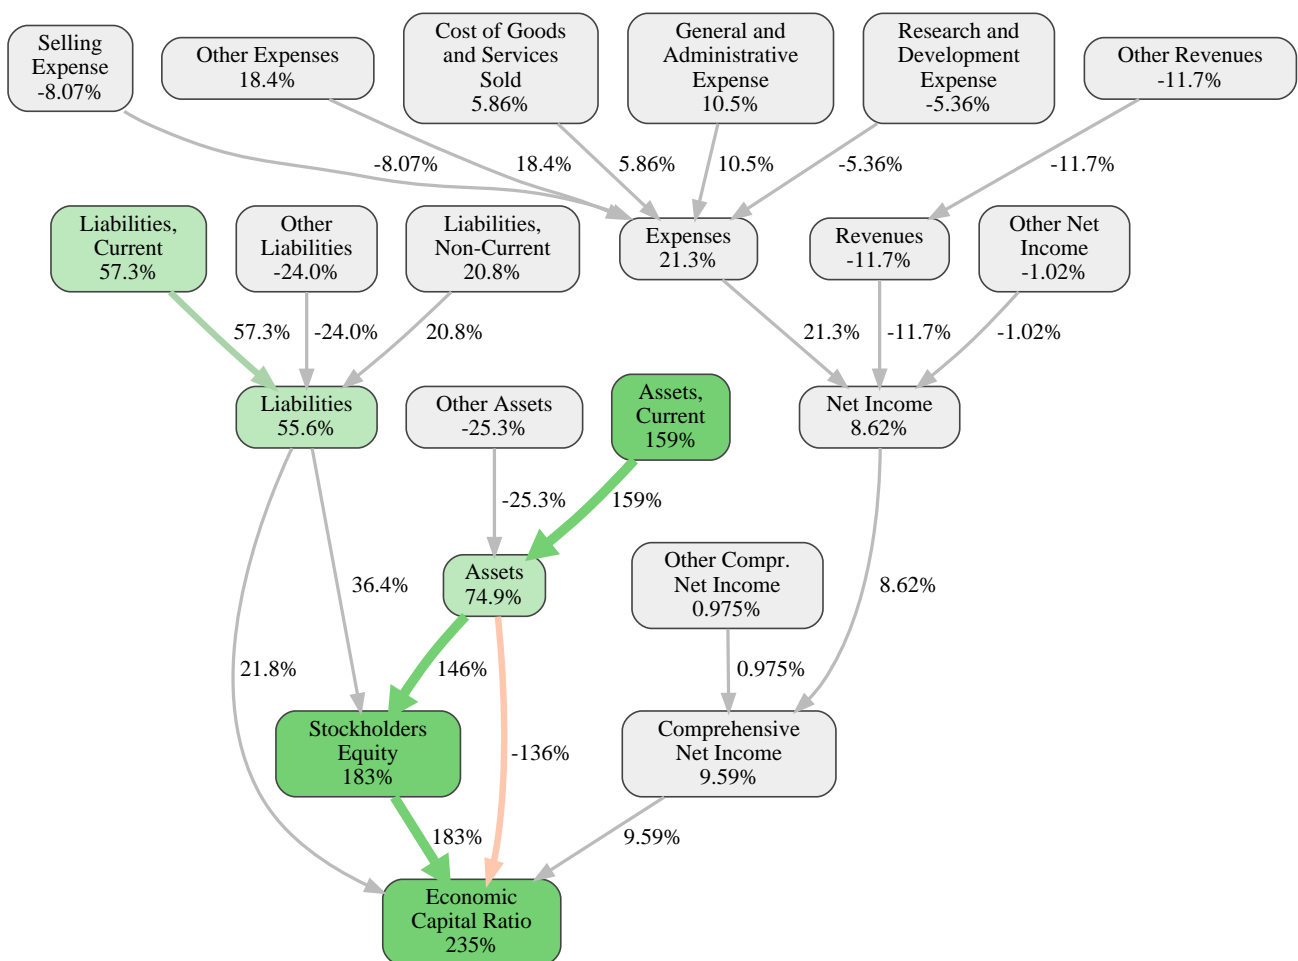 Selling
Expense
-8.07%
Other Expenses
18.4%
Cost of Goods
and Services
Sold
5.86%
General and
Administrative
Expense
10.5%
Research and
Development
Expense
-5.36%
Other Revenues
-11.7%
-8.07%
18.4%
5.86%
10.5%
-5.36%
-11.7%
Liabilities,
Current
57.3%
Other
Liabilities
-24.0%
Liabilities,
Non-Current
20.8%
Expenses
21.3%
Revenues
-11.7%
Other Net
Income
-1.02%
57.3%
-24.0%
20.8%
21.3%
-11.7%
-1.02%
Liabilities
55.6%
Other Assets
-25.3%
Assets,
Current
159%
Net Income
8.62%
-25.3%
159%
Assets
74.9%
Other Compr.
Net Income
0.975%
36.4%
8.62%
21.8%
146%
0.975%
Stockholders
Equity
183%
-136%
Comprehensive
Net Income
9.59%
183%
9.59%
Economic
Capital Ratio
235%